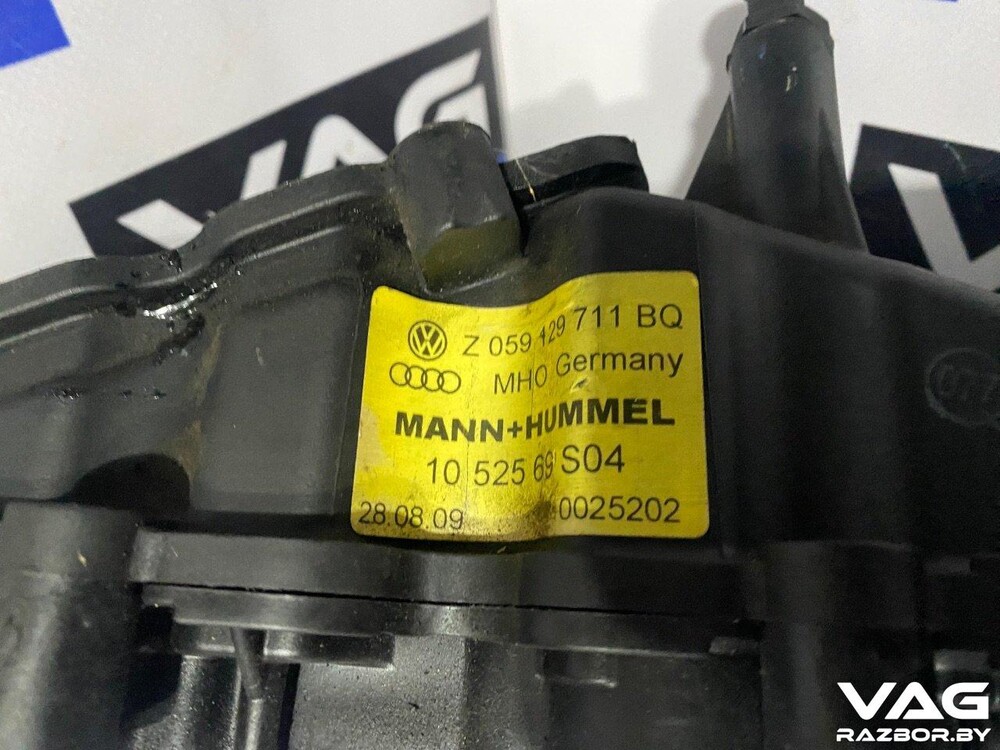 VAG
Z 059 129 711 BQ
MHO Germany
MANN+HUMMEL
10 525 69 S04
28.08.09 0025202
VAG
RAZBOR.BY